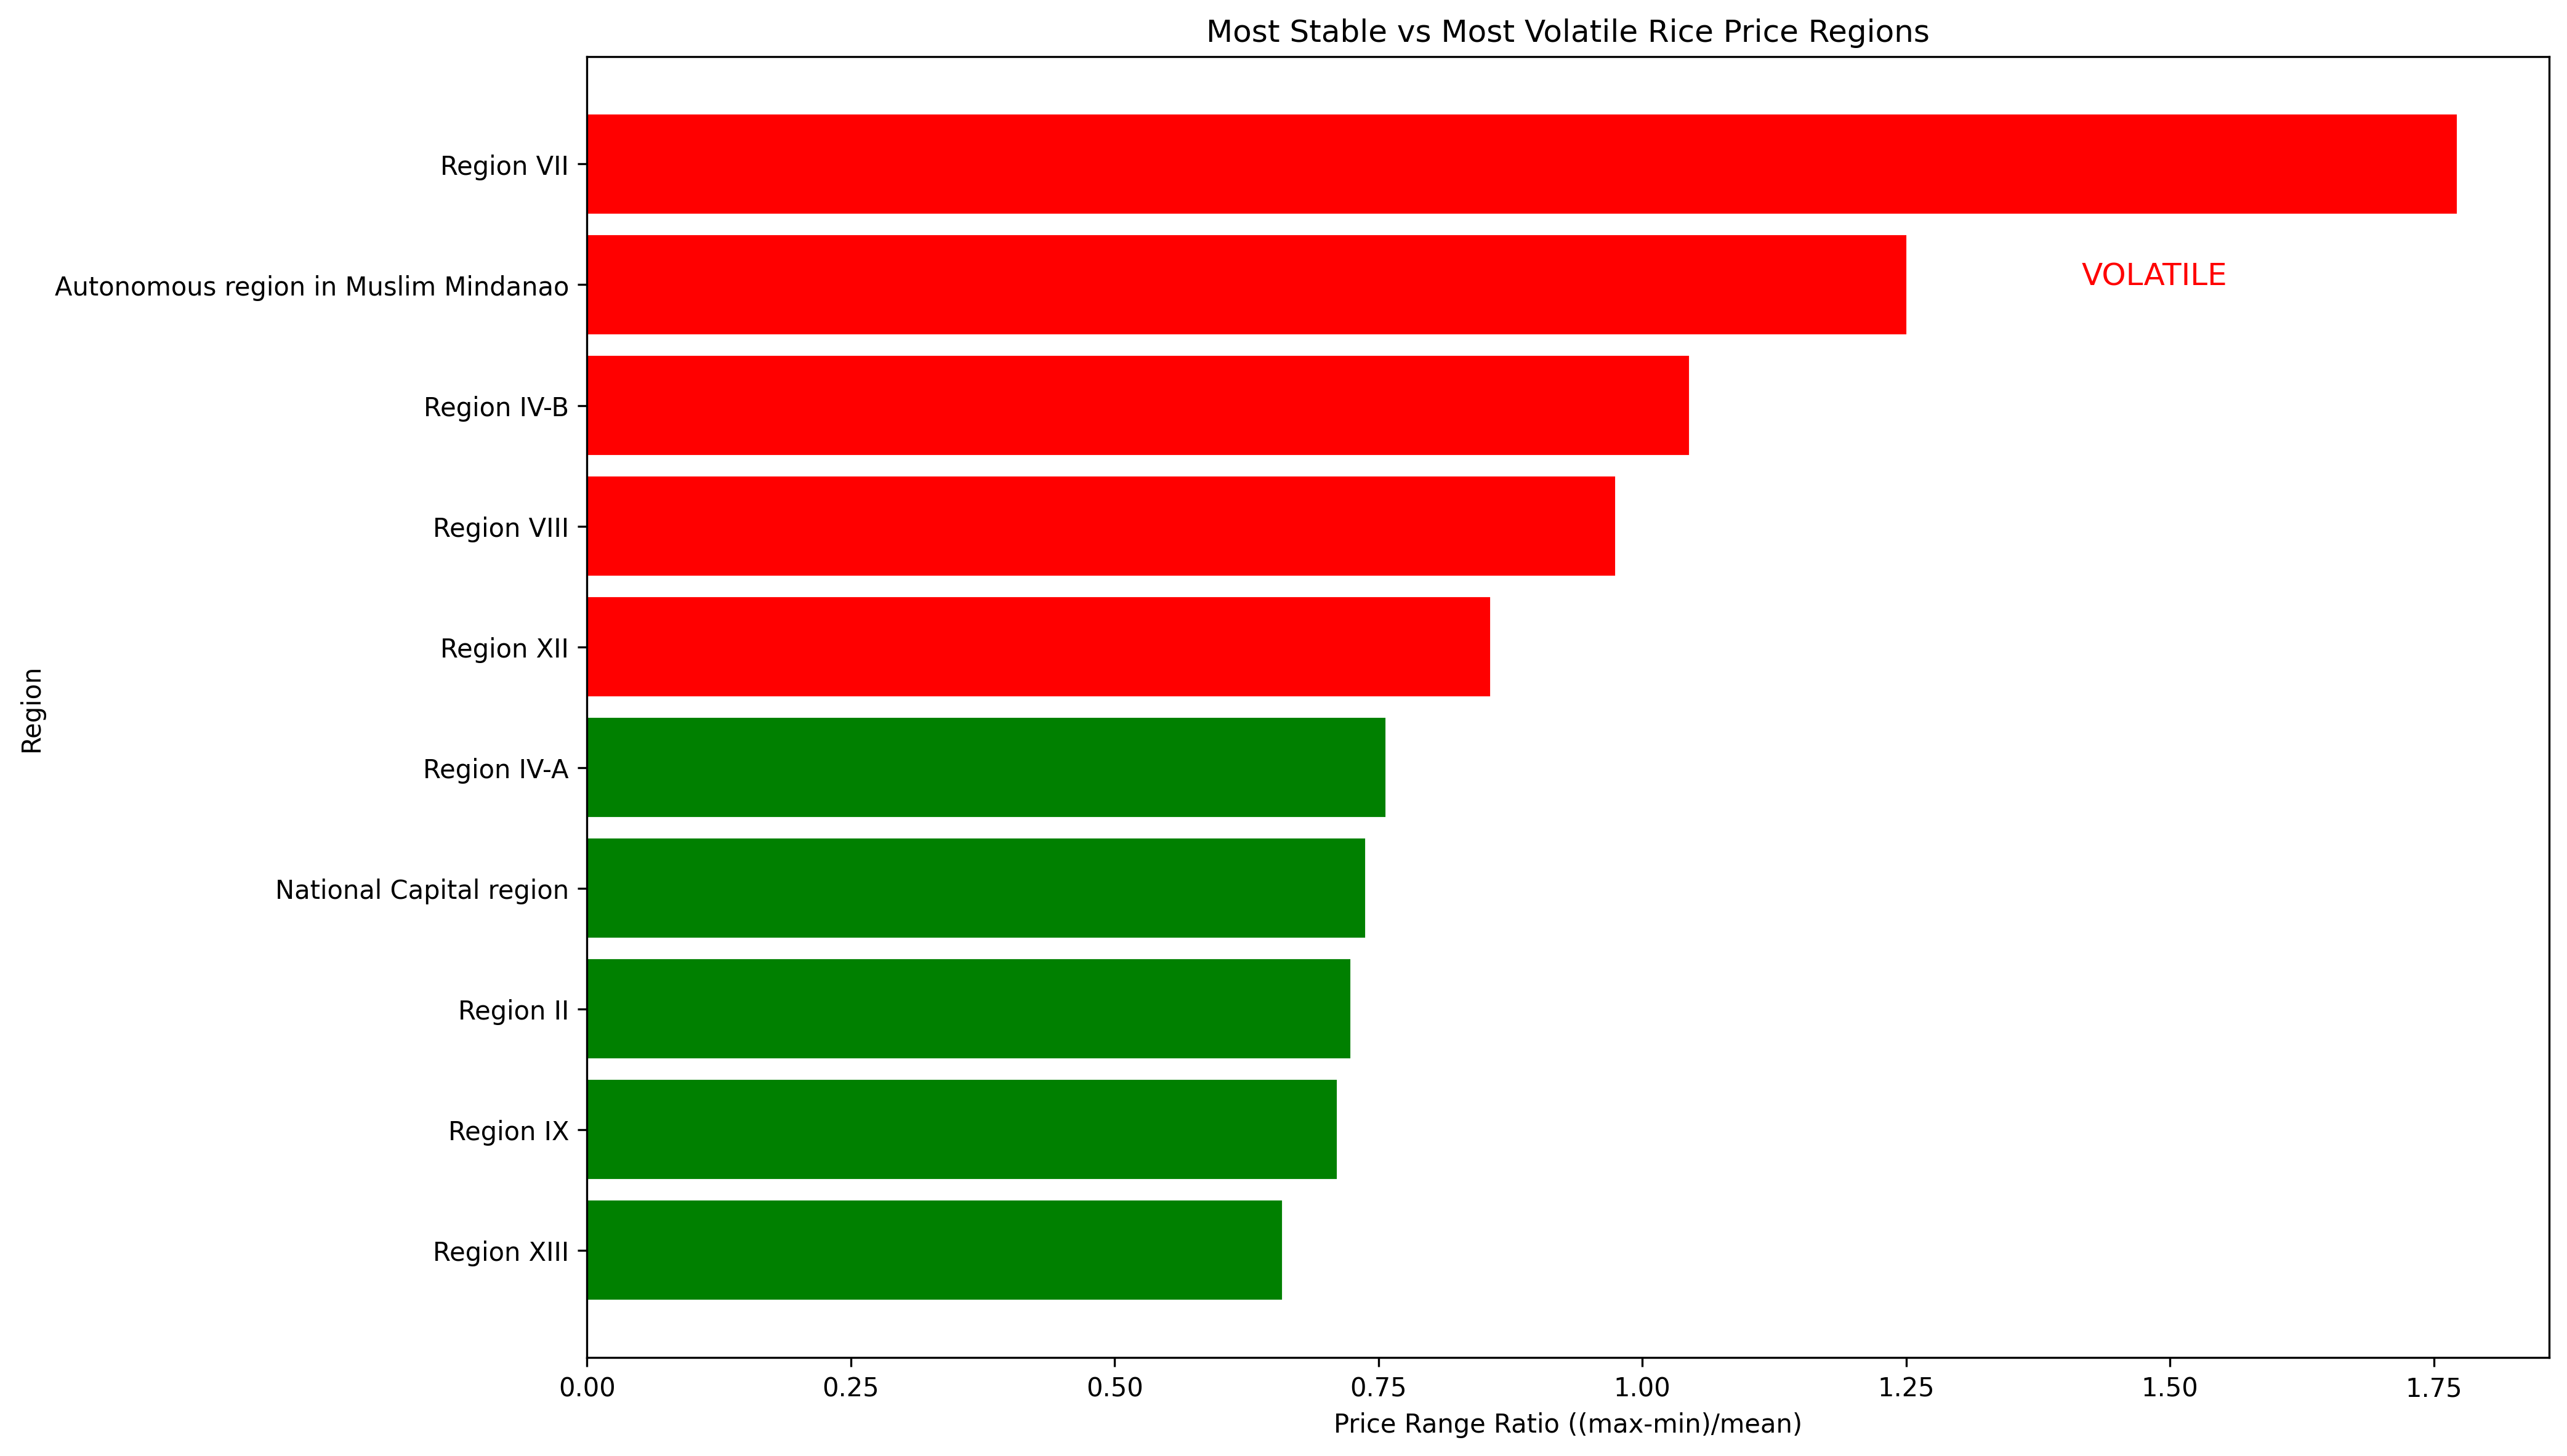 Most Stable vs Most Volatile Rice Price Regions
Region VII
Autonomous region in Muslim Mindanao
VOLATILE
Region IV-B
Region VIII
Region XII
Region
Region IV-A
National Capital region
Region II
Region IX
Region XIII
0.00 0.25 0.50 0.75 1.00 1.25 1.50 1.75
Price Range Ratio ((max-min)/mean)